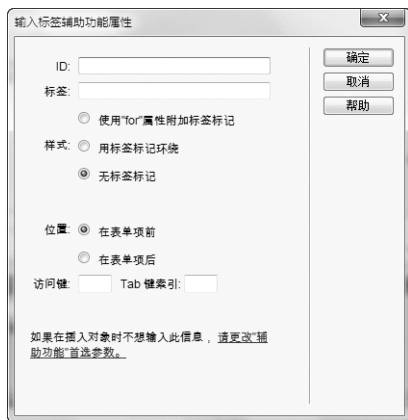 输入标签辅助功能属性
ID:
标签:
使用"for"属性附加标签标记
样式: 用标签标记环绕
无标签标记
位置: 在表单项前
在表单项后
访问键: Tab 键索引:
如果在插入对象时不想输入此信息，请更改"辅
助功能"首选参数。
确定
取消
帮助